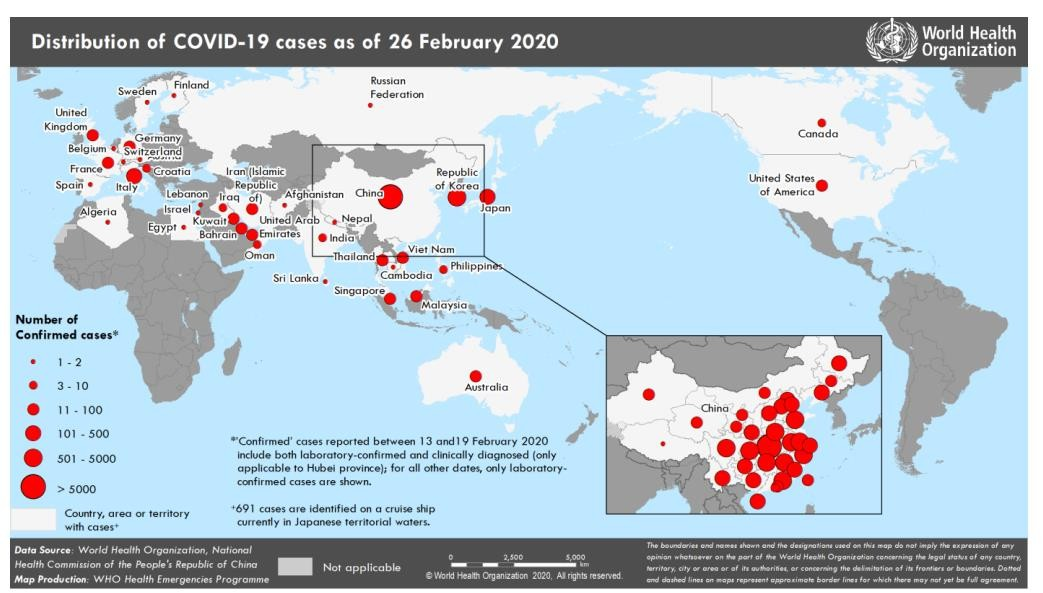 Distribution of COVID-19 cases as of 26 February 2020
World Health
Organization
Russian
Federation
Sweden
Finland
United
Kingdom
Germany
Belgium
Switzerland
Austria
France
Croatia
Spain
Italy
Canada
United States
of America
Iran (Islamic
Republic
of)
Republic
of Korea
China
Japan
Lebanon
Iraq
Afghanistan
Algeria
Israel
Kuwait
Nepal
Egypt
United Arab
Emirates
Bahrain
India
Oman
Thailand
Viet Nam
Cambodia
Philippines
Sri Lanka
Singapore
Malaysia
Australia
China
Number of
Confirmed cases*
1 - 2
3 - 10
11 - 100
101 - 500
501 - 5000
> 5000
Country, area or territory
with cases⁺
*'Confirmed' cases reported between 13 and19 February 2020
include both laboratory-confirmed and clinically diagnosed (only
applicable to Hubei province); for all other dates, only laboratory-
confirmed cases are shown.
⁺691 cases are identified on a cruise ship
currently in Japanese territorial waters.
Data Source: World Health Organization, National
Health Commission of the People's Republic of China
Map Production: WHO Health Emergencies Programme
Not applicable
0 2,500 5,000
km
© World Health Organization 2020, All rights reserved.
The boundaries and names shown and the designations used on this map do not imply the expression of any
opinion whatsoever on the part of the World Health Organization concerning the legal status of any country,
territory, city or area or of its authorities, or concerning the delimitation of its frontiers or boundaries. Dotted
and dashed lines on maps represent approximate border lines for which there may not yet be full agreement.